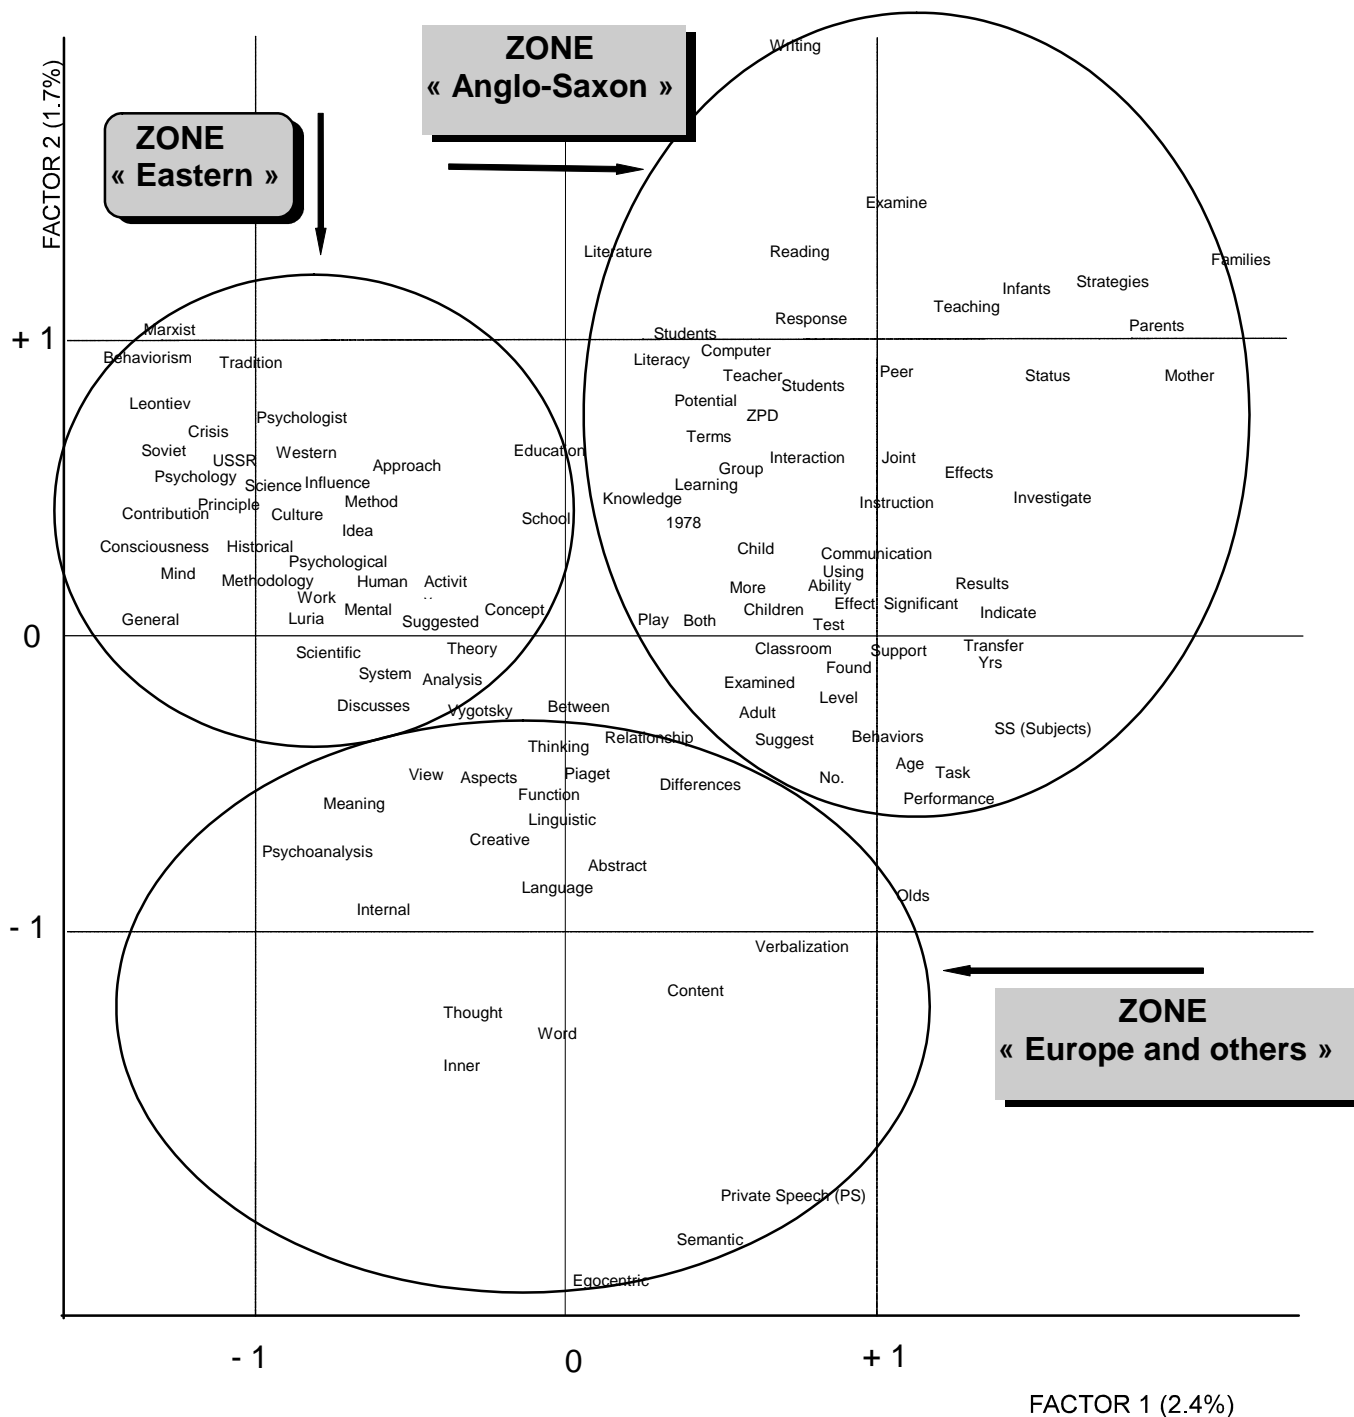 ZONE
« Anglo-Saxon »
ZONE
« Eastern »
FACTOR 2 (1.7%)
Writing
Examine
Literature
Reading
Families
Strategies
Infants
Teaching
Response
Parents
Marxist
Students
+ 1
Behaviorism
Tradition
Literacy
Computer
Teacher
Students
Peer
Status
Mother
Leontiev
Potential
ZPD
Crisis
Psychologist
Terms
Soviet
USSR
Western
Approach
Education
Group
Interaction
Joint
Effects
Psychology
Science
Influence
Learning
Knowledge
Investigate
Principle
Method
Instruction
Contribution
Culture
School
1978
Idea
Consciousness
Historical
Child
Communication
Psychological
Using
Mind
Methodology
Human
Activit
More
Ability
Results
Work
Mental
Concept
Children
Effect
Significant
Indicate
General
Luria
Suggested
Play
Both
Test
0
Scientific
Theory
Classroom
Support
Transfer
Yrs
System
Analysis
Examined
Found
Level
Discusses
Vygotsky
Between
Adult
SS (Subjects)
Thinking
Relationship
Suggest
Behaviors
View
Aspects
Piaget
Differences
No.
Age
Task
Meaning
Function
Performance
Linguistic
Creative
Psychoanalysis
Abstract
Language
Olds
Internal
- 1
Verbalization
Content
Thought
Word
Inner
ZONE
« Europe and others »
Private Speech (PS)
Semantic
Egocentric
- 1
0
+ 1
FACTOR 1 (2.4%)